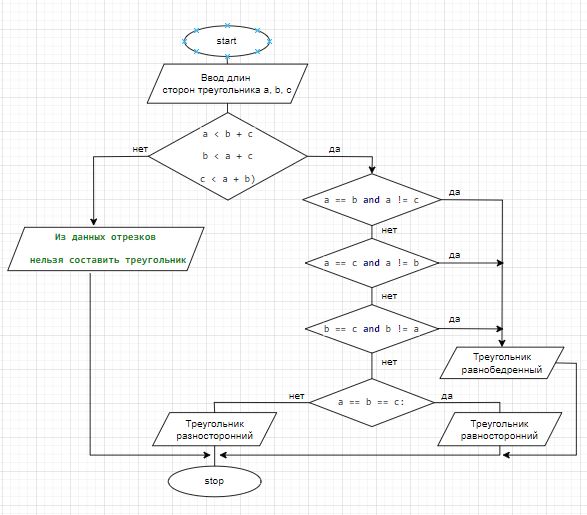 start
Ввод длин
сторон треугольника a, b, c
a < b + c
b < a + c
c < a + b)
нет
да
a == b and a != c
да
нет
Из данных отрезков
нельзя составить треугольник
a == c and a != b
да
нет
b == c and b != a
да
нет
Треугольник
равнобедренный
a == b == c:
нет
да
Треугольник
разносторонний
Треугольник
равносторонний
stop